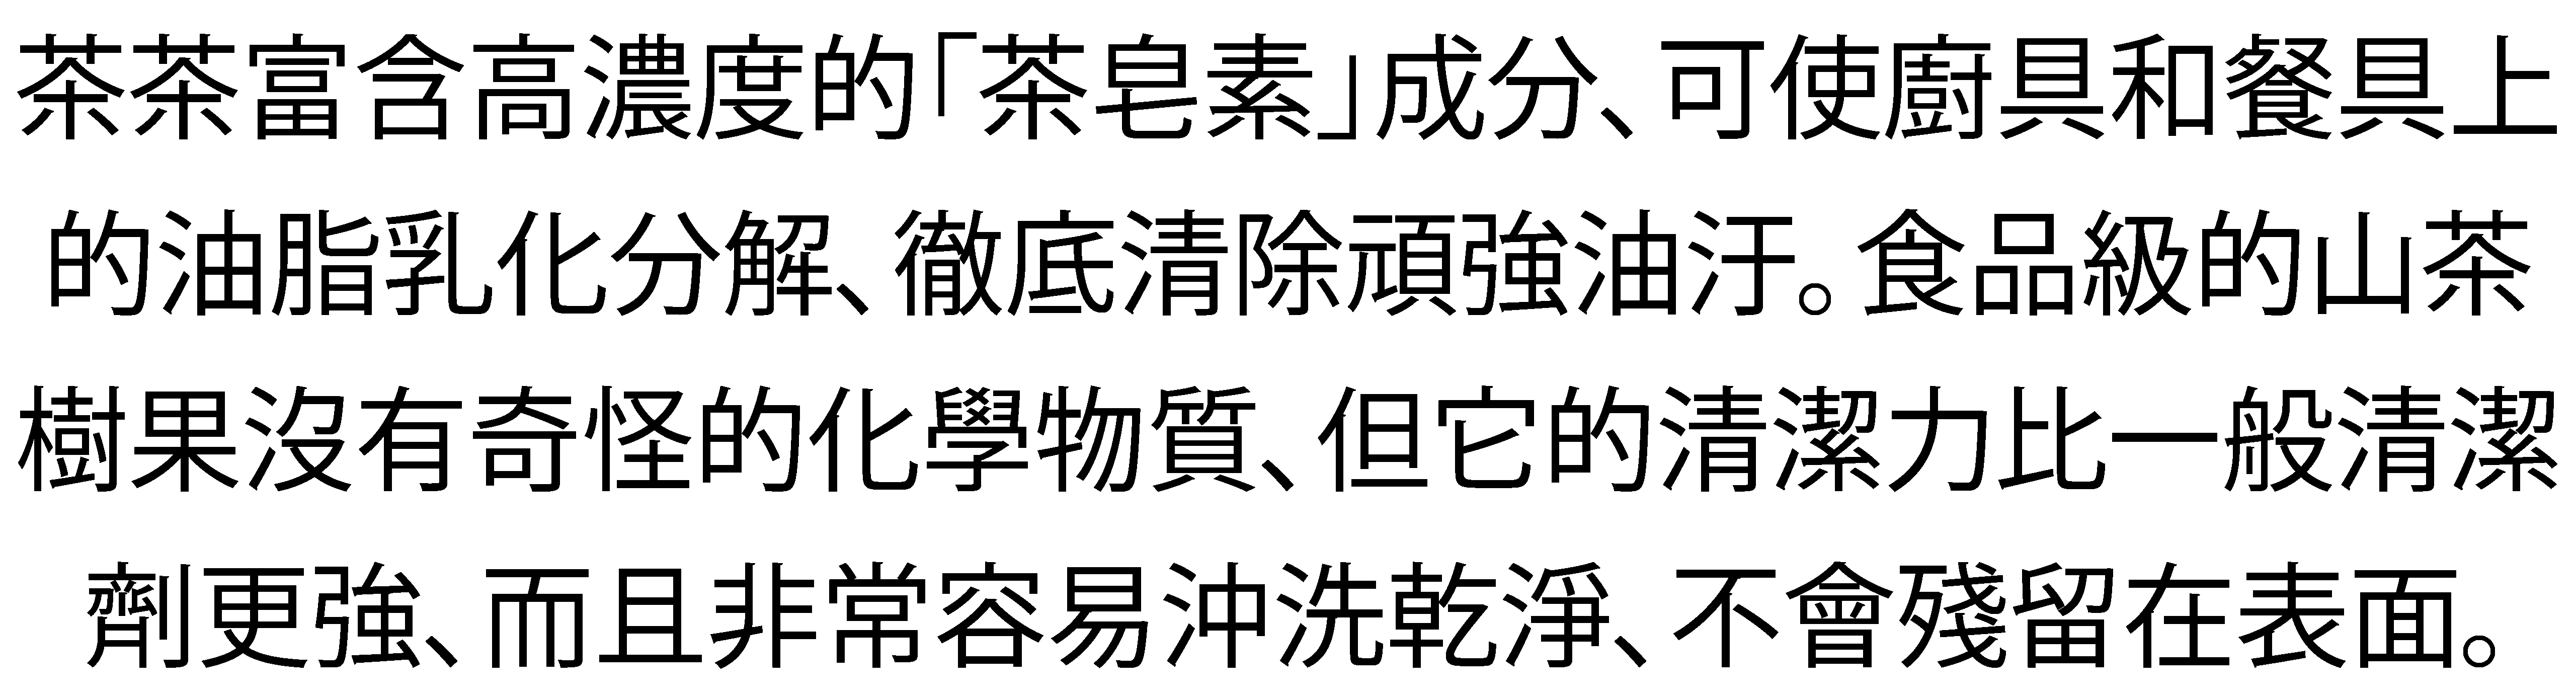 茶茶富含高濃度的「茶皂素」成分、可使廚具和餐具上
的油脂乳化分解、徹底清除頑強油汙。食品級的山茶
樹果沒有奇怪的化學物質、但它的清潔力比一般清潔
劑更強、而且非常容易沖洗乾淨、不會殘留在表面。